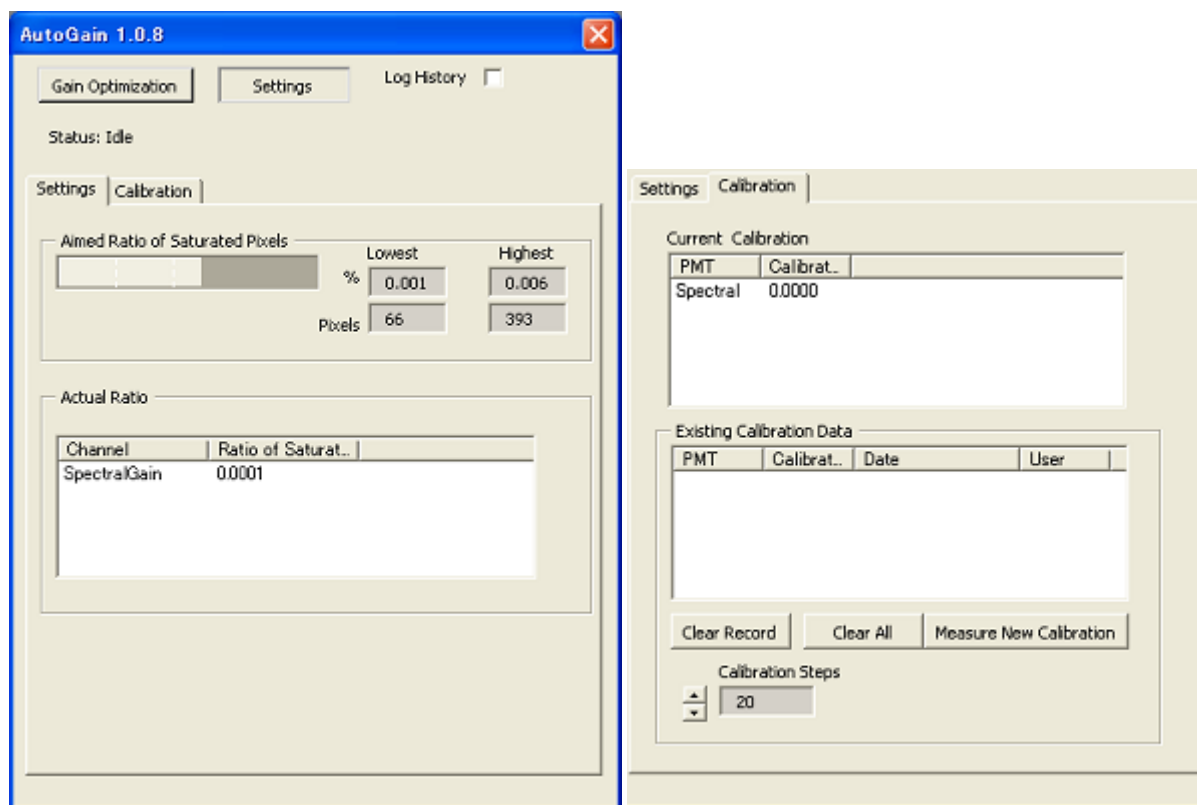 AutoGain 1.0.8
Gain Optimization Settings Log History
Status: Idle
Settings Calibration
Aimed Ratio of Saturated Pixels
Lowest Highest
% 0.001 0.006
Pixels 66 393
Actual Ratio
Channel Ratio of Saturat..
SpectralGain 0.0001
Settings Calibration
Current Calibration
PMT Calibrat..
Spectral 0.0000
Existing Calibration Data
PMT Calibrat.. Date User
Clear Record Clear All Measure New Calibration
Calibration Steps
20